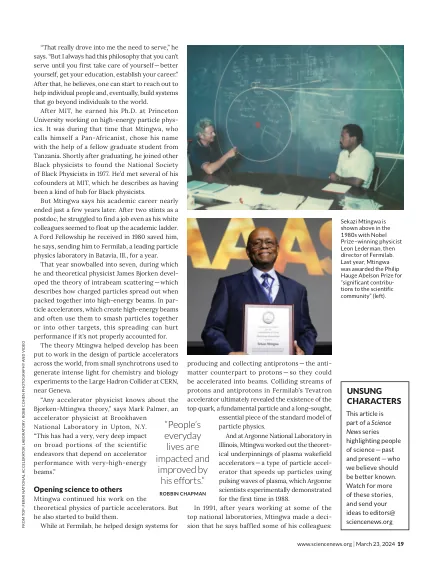 "That really drove into me the need to serve," he
says. "But I always had this philosophy that you can't
serve until you first take care of yourself — better
yourself, get your education, establish your career."
After that, he believes, one can start to reach out to
help individual people and, eventually, build systems
that go beyond individuals to the world.
After MIT, he earned his Ph.D. at Princeton
University working on high-energy particle phys-
ics. It was during that time that Mtingwa, who
calls himself a Pan-Africanist, chose his name
with the help of a fellow graduate student from
Tanzania. Shortly after graduating, he joined other
Black physicists to found the National Society
of Black Physicists in 1977. He'd met several of his
cofounders at MIT, which he describes as having
been a kind of hub for Black physicists.
But Mtingwa says his academic career nearly
ended just a few years later. After two stints as a
postdoc, he struggled to find a job even as his white
colleagues seemed to float up the academic ladder.
A Ford Fellowship he received in 1980 saved him,
he says, sending him to Fermilab, a leading particle
physics laboratory in Batavia, Ill., for a year.
That year snowballed into seven, during which
he and theoretical physicist James Bjorken devel-
oped the theory of intrabeam scattering — which
describes how charged particles spread out when
packed together into high-energy beams. In par-
ticle accelerators, which create high-energy beams
and often use them to smash particles together
or into other targets, this spreading can hurt
performance if it's not properly accounted for.
The theory Mtingwa helped develop has been
put to work in the design of particle accelerators
across the world, from small synchrotrons used to
generate intense light for chemistry and biology
experiments to the Large Hadron Collider at CERN,
near Geneva.
"Any accelerator physicist knows about the
Bjorken-Mtingwa theory," says Mark Palmer, an
accelerator physicist at Brookhaven
National Laboratory in Upton, N.Y.
"This has had a very, very deep impact
on broad portions of the scientific
endeavors that depend on accelerator
performance with very-high-energy
beams."
Opening science to others
Mtingwa continued his work on the
theoretical physics of particle accelerators. But
he also started to build them.
While at Fermilab, he helped design systems for
"People's
everyday
lives are
impacted and
improved by
his efforts."
ROBBIN CHAPMAN
producing and collecting antiprotons — the anti-
matter counterpart to protons — so they could
be accelerated into beams. Colliding streams of
protons and antiprotons in Fermilab's Tevatron
accelerator ultimately revealed the existence of the
top quark, a fundamental particle and a long-sought,
essential piece of the standard model of
particle physics.
And at Argonne National Laboratory in
Illinois, Mtingwa worked out the theoret-
ical underpinnings of plasma wakefield
accelerators — a type of particle accel-
erator that speeds up particles using
pulsing waves of plasma, which Argonne
scientists experimentally demonstrated
for the first time in 1988.
In 1991, after years working at some of the
top national laboratories, Mtingwa made a deci-
sion that he says baffled some of his colleagues
Sekazi Mtingwa is
shown above in the
1980s with Nobel
Prize–winning physicist
Leon Lederman, then
director of Fermilab.
Last year, Mtingwa
was awarded the Philip
Hauge Abelson Prize for
"significant contribu-
tions to the scientific
community" (left).
UNSUNG
CHARACTERS
This article is
part of a Science
News series
highlighting people
of science — past
and present — who
we believe should
be better known.
Watch for more
of these stories,
and send your
ideas to editors@
sciencenews.org
www.sciencenews.org | March 23, 2024 19